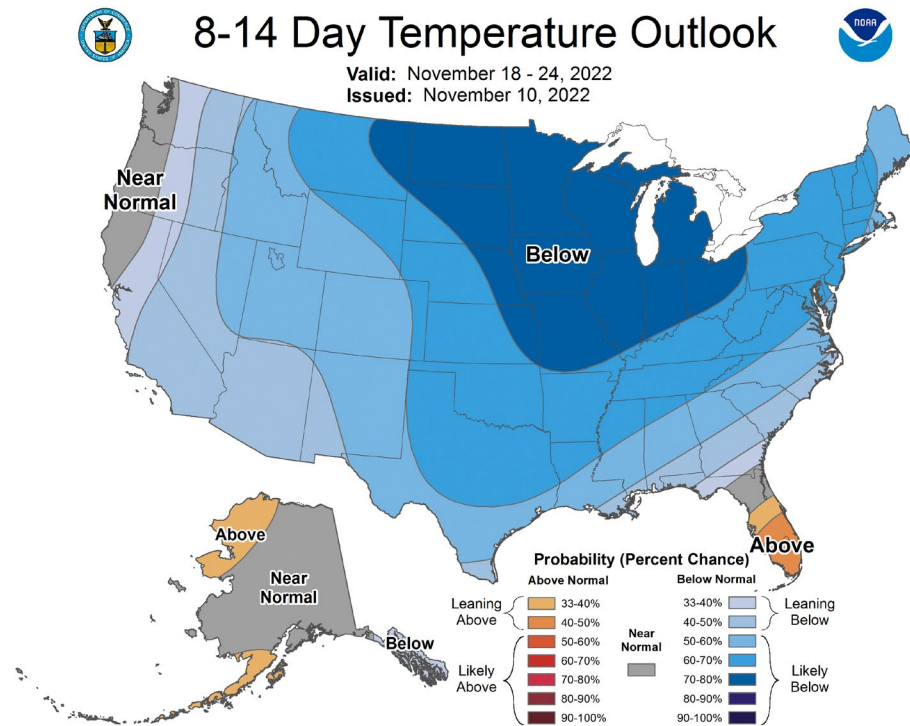 8-14 Day Temperature Outlook
NOAA
Valid: November 18 - 24, 2022
Issued: November 10, 2022
Near
Normal
Below
Above
Near
Normal
Below
Above
Probability (Percent Chance)
Above Normal
Below Normal
Leaning
Above
33-40%
40-50%
Likely
Above
50-60%
60-70%
70-80%
80-90%
90-100%
Near
Normal
33-40%
40-50%
Leaning
Below
50-60%
60-70%
70-80%
80-90%
90-100%
Likely
Below